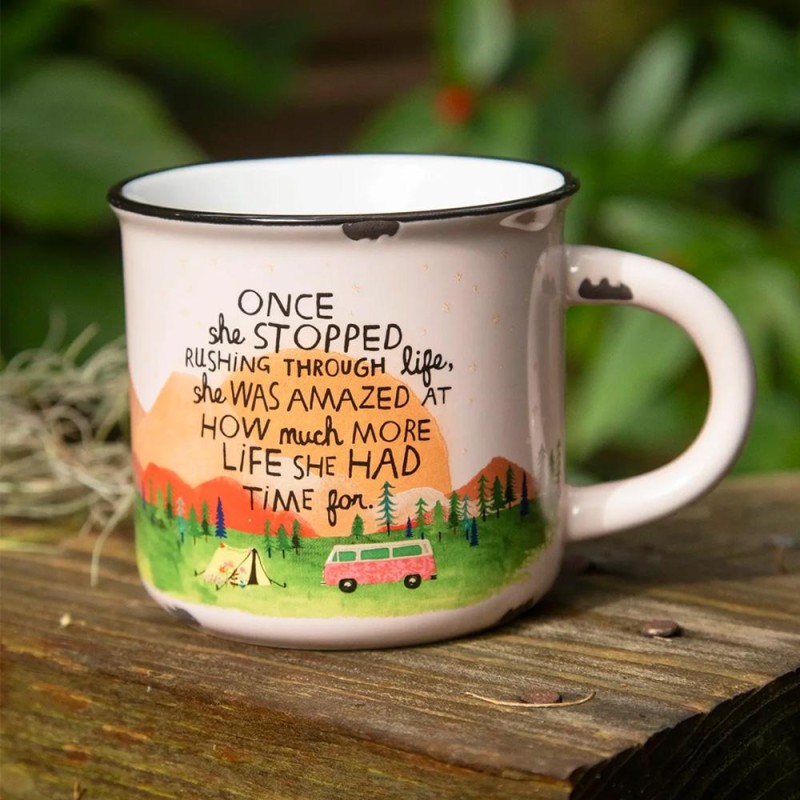 ONCE
she STOPPED
RUSHING THROUGH life,
she WAS AMAZED AT
HOW much MORE
LiFE SHE HAD
TiME for.